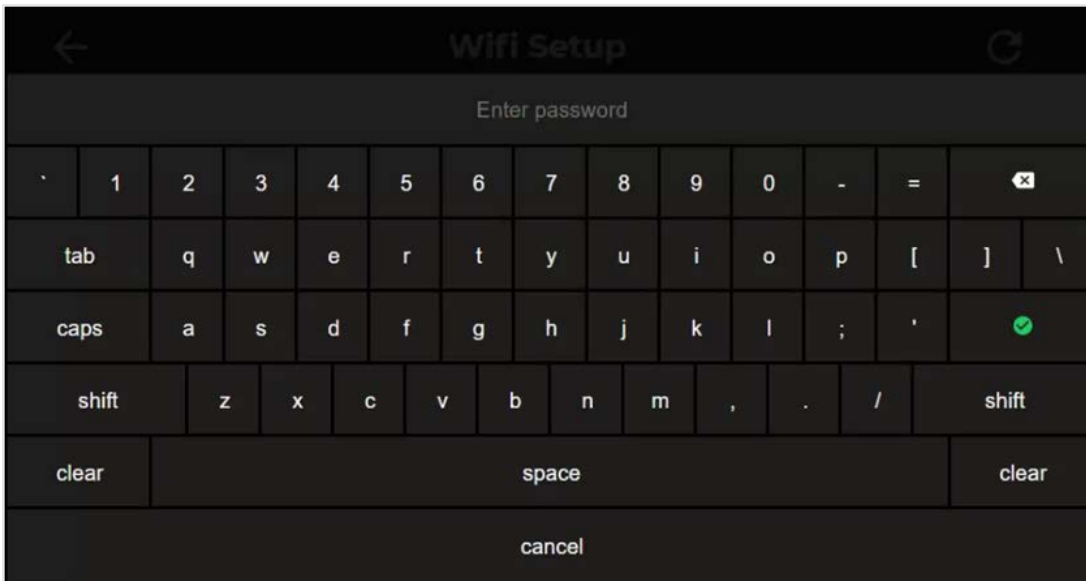 Wifi Setup
Enter password
` 1 2 3 4 5 6 7 8 9 0 - =
tab q w e r t y u i o p [ ] \
caps a s d f g h j k l ; '
shift z x c v b n m , . / shift
clear space clear
cancel